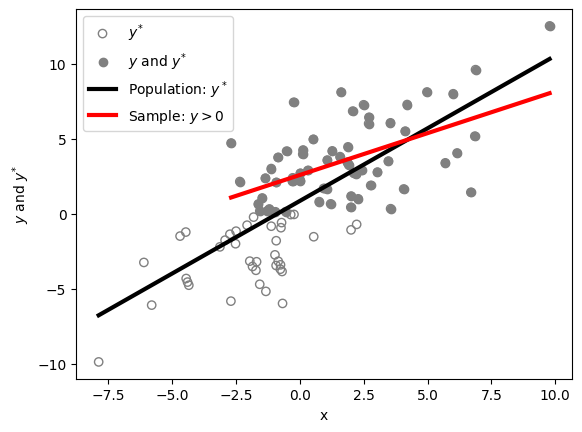 y*
y and y*
Population: y*
Sample: y > 0
10
5
0
−5
−10
y and y*
−7.5 −5.0 −2.5 0.0 2.5 5.0 7.5 10.0
x